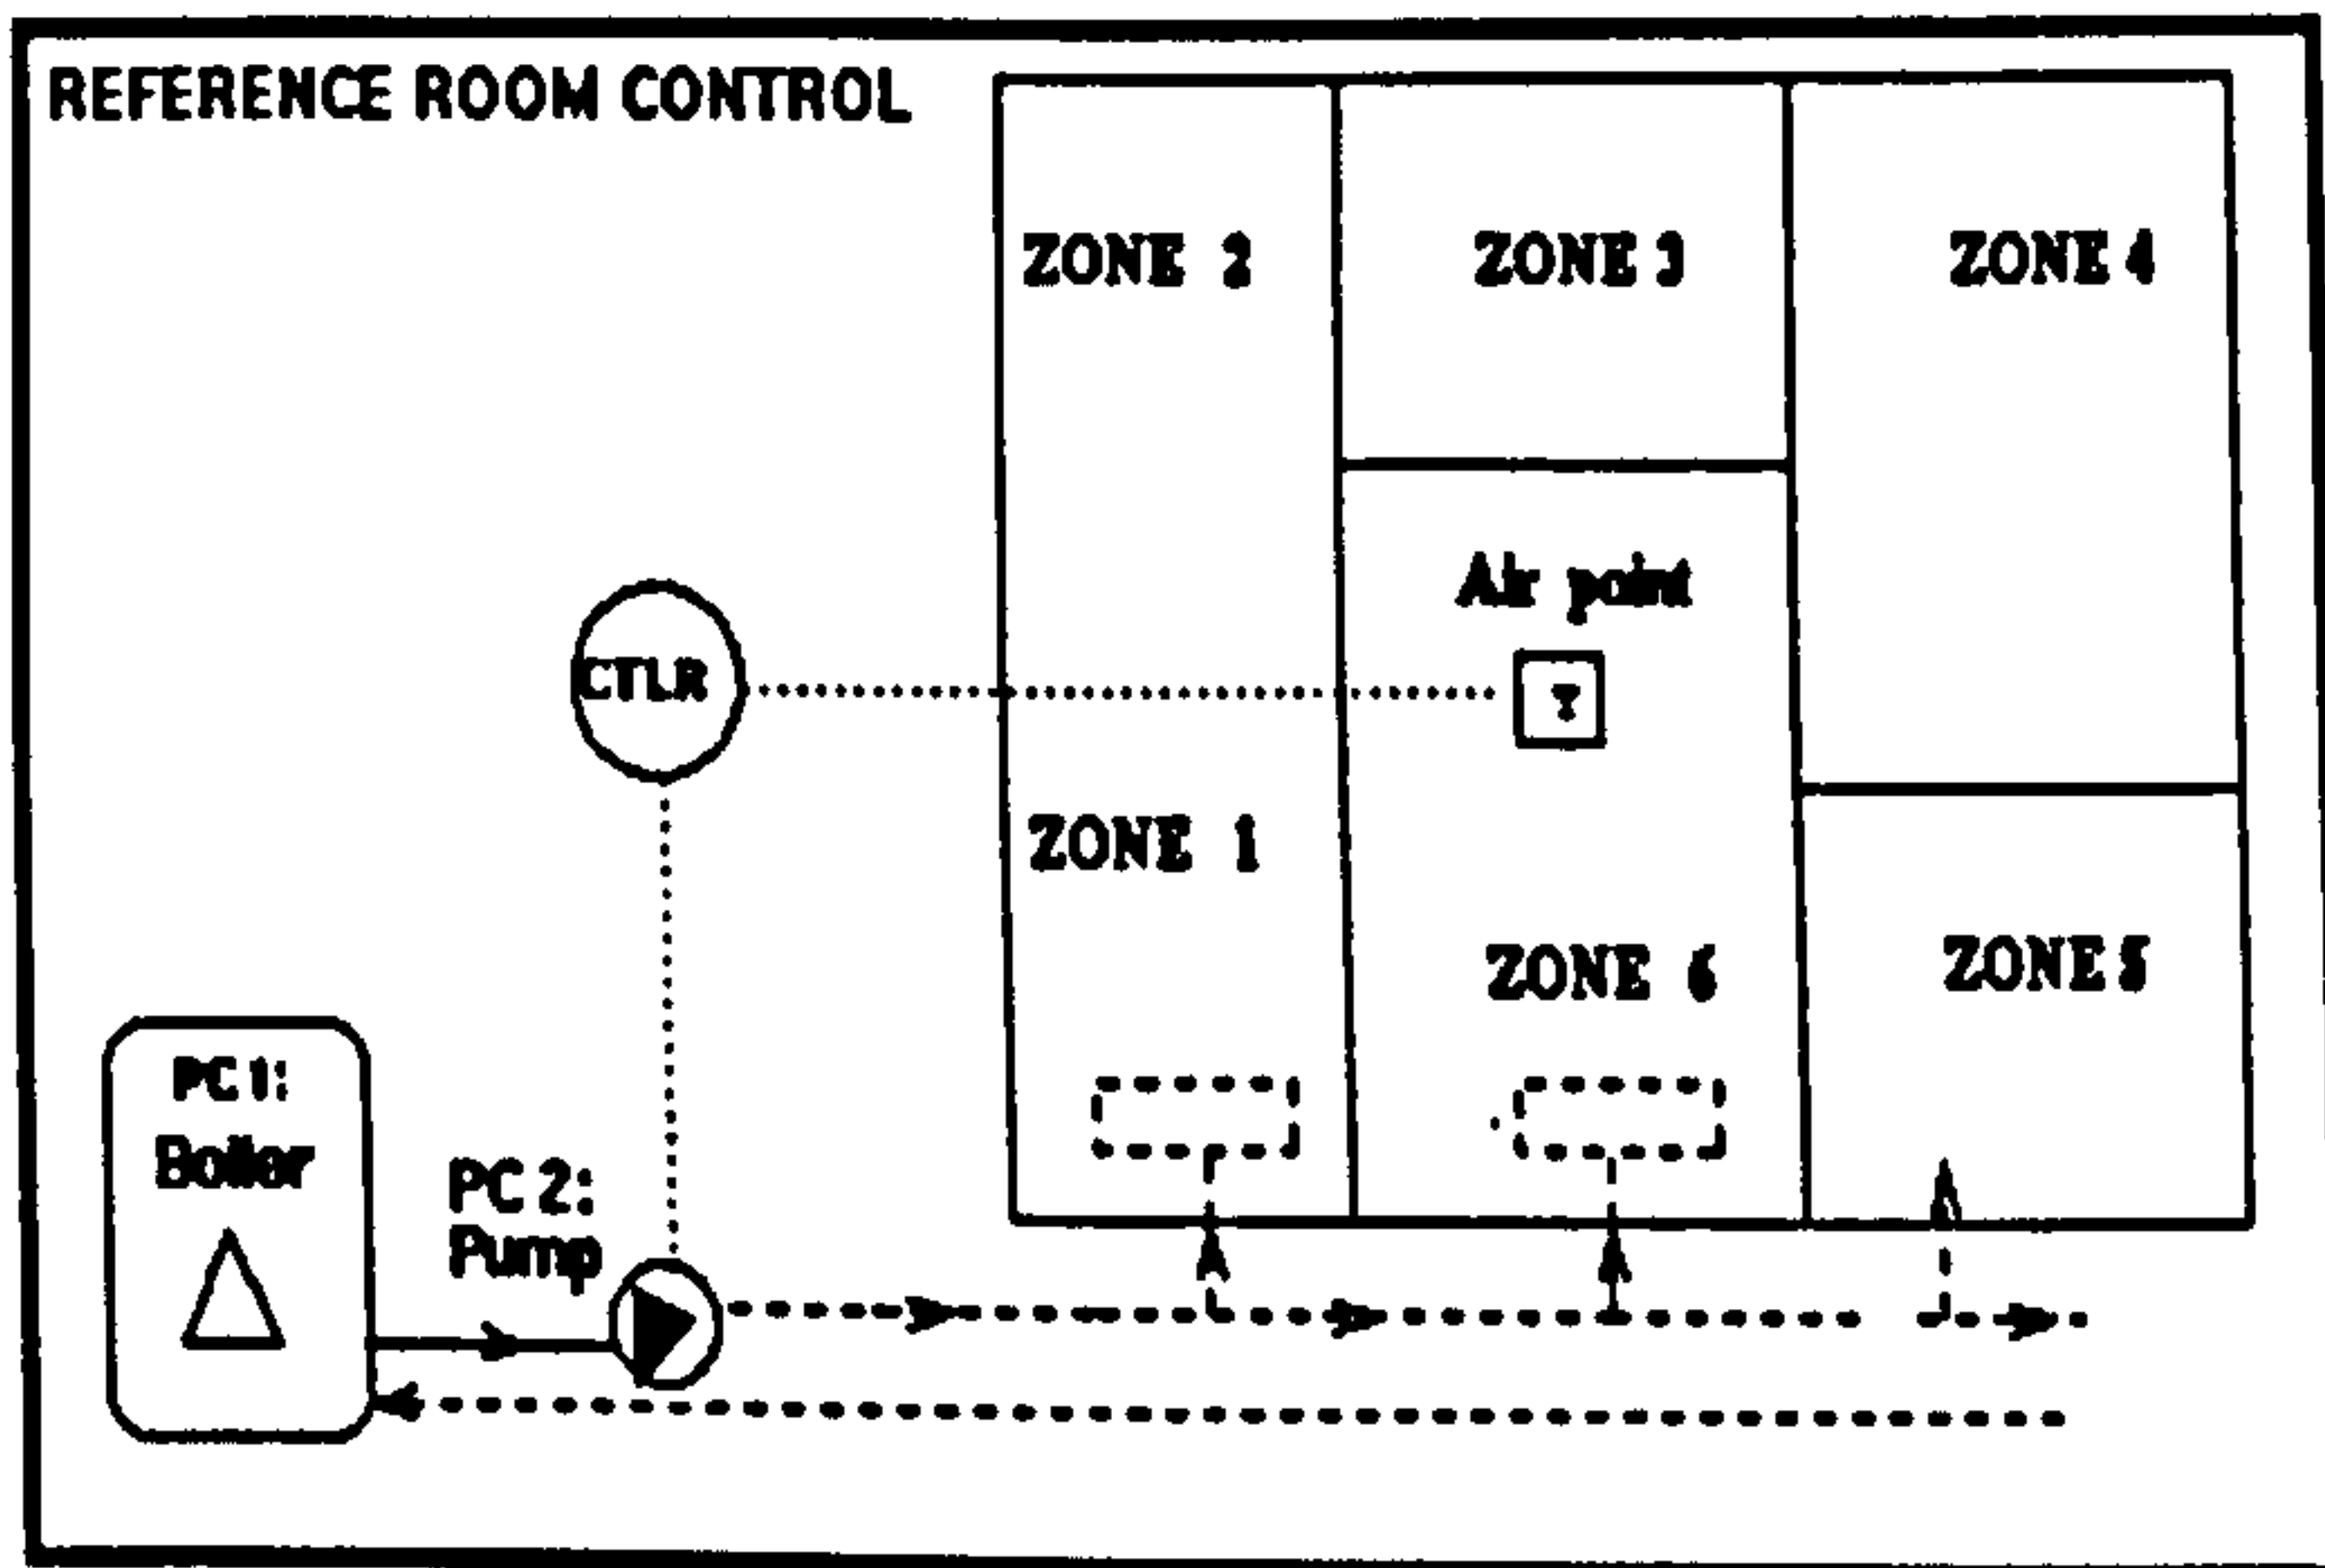 REFERENCE ROOM CONTROL
ZONE 2
ZONE 3
ZONE 4
Air point
CTLR
ZONE 1
ZONE 6
ZONE 5
PC 1:
Boiler
PC 2:
Pump